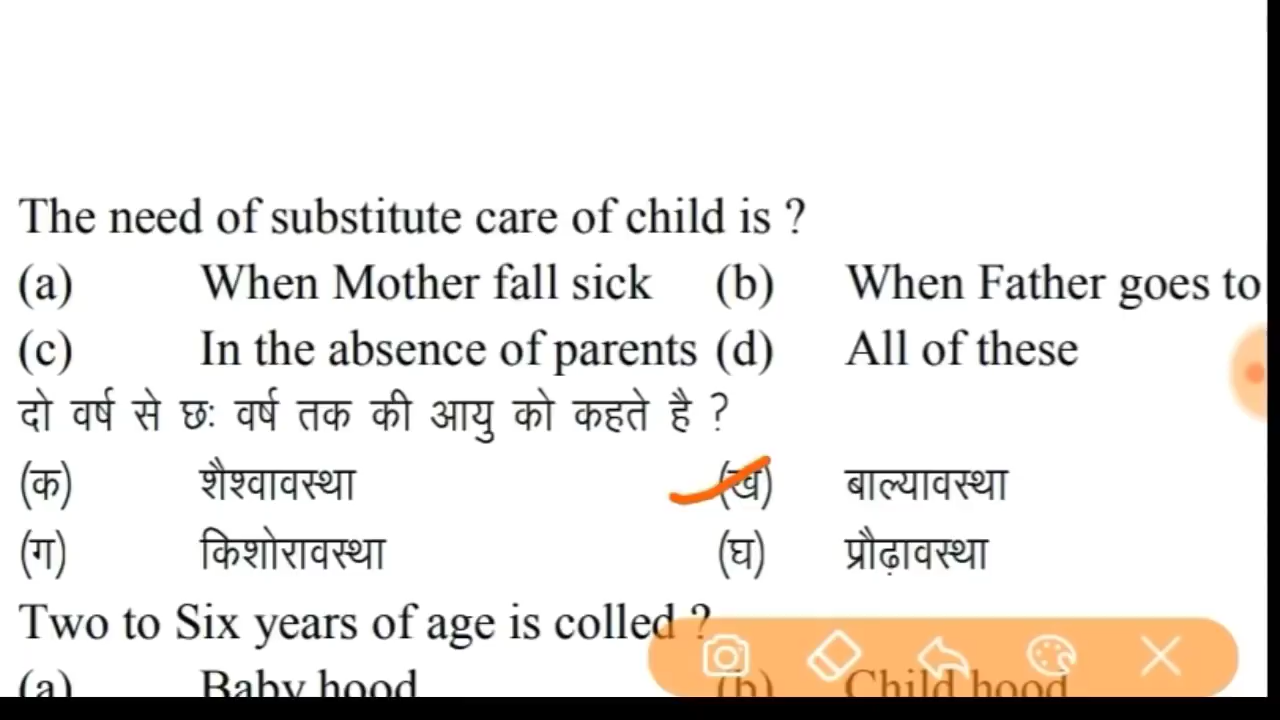 The need of substitute care of child is ?
(a) When Mother fall sick (b) When Father goes to
(c) In the absence of parents (d) All of these
दो वर्ष से छः वर्ष तक की आयु को कहते है ?
(क) शैश्वावस्था (ख) बाल्यावस्था
(ग) किशोरावस्था (घ) प्रौढ़ावस्था
Two to Six years of age is colled ?
(a) Baby hood (b) Child hood